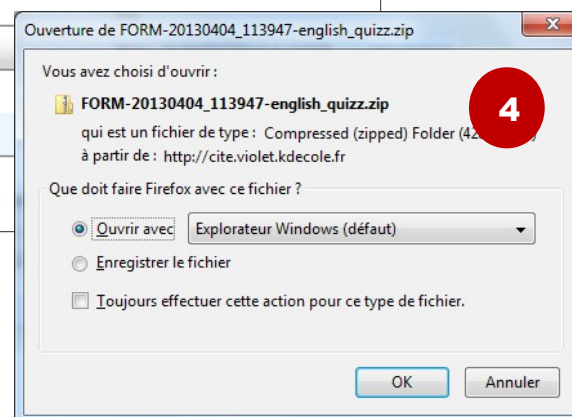 Ouverture de FORM-20130404_113947-english_quizz.zip
Vous avez choisi d'ouvrir :
FORM-20130404_113947-english_quizz.zip
4
qui est un fichier de type : Compressed (zipped) Folder
à partir de : http://cite.violet.kdecole.fr
Que doit faire Firefox avec ce fichier ?
Ouvrir avec Explorateur Windows (défaut)
Enregistrer le fichier
Toujours effectuer cette action pour ce type de fichier.
OK Annuler